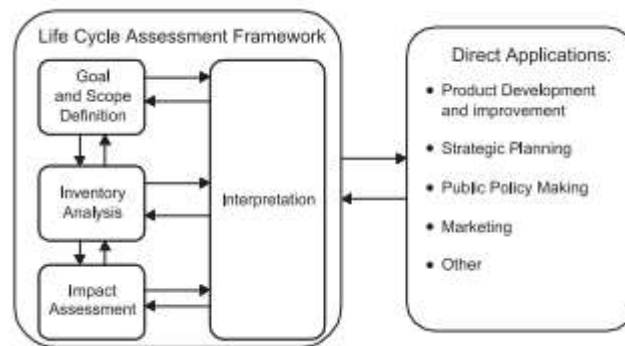 Life Cycle Assessment Framework
Goal
and Scope
Definition
Inventory
Analysis
Impact
Assessment
Interpretation
Direct Applications:
• Product Development
and improvement
• Strategic Planning
• Public Policy Making
• Marketing
• Other